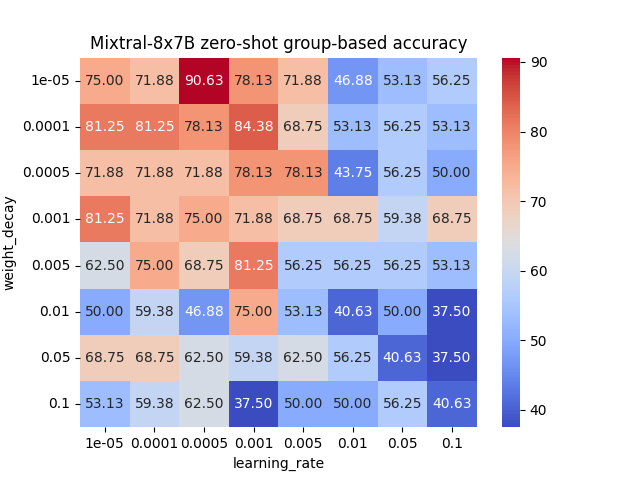 Mixtral-8x7B zero-shot group-based accuracy
1e-05 75.00 71.88 90.63 78.13 71.88 46.88 53.13 56.25
0.0001 81.25 81.25 78.13 84.38 68.75 53.13 56.25 53.13
0.0005 71.88 71.88 71.88 78.13 78.13 43.75 56.25 50.00
0.001 81.25 71.88 75.00 71.88 68.75 68.75 59.38 68.75
0.005 62.50 75.00 68.75 81.25 56.25 56.25 56.25 53.13
0.01 50.00 59.38 46.88 75.00 53.13 40.63 50.00 37.50
0.05 68.75 68.75 62.50 59.38 62.50 56.25 40.63 37.50
0.1 53.13 59.38 62.50 37.50 50.00 50.00 56.25 40.63
1e-05 0.0001 0.0005 0.001 0.005 0.01 0.05 0.1
learning_rate
weight_decay
90
80
70
60
50
40